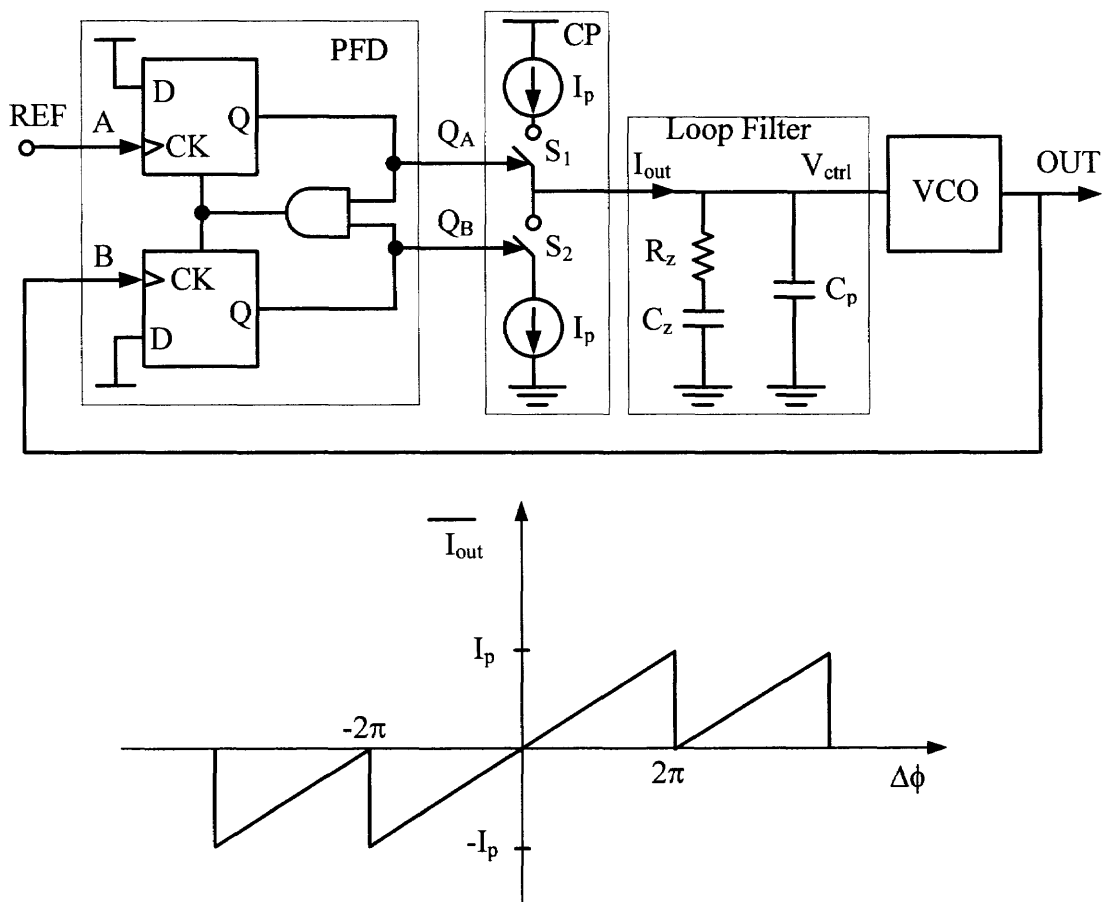 PFD
CP
D
I_p
REF
A
Q
CK
Q_A
S_1
Loop Filter
I_out
V_ctrl
VCO
OUT
Q_B
S_2
B
CK
R_z
C_p
Q
C_z
D
I_p
I_out
I_p
-2π
2π
Δϕ
-I_p